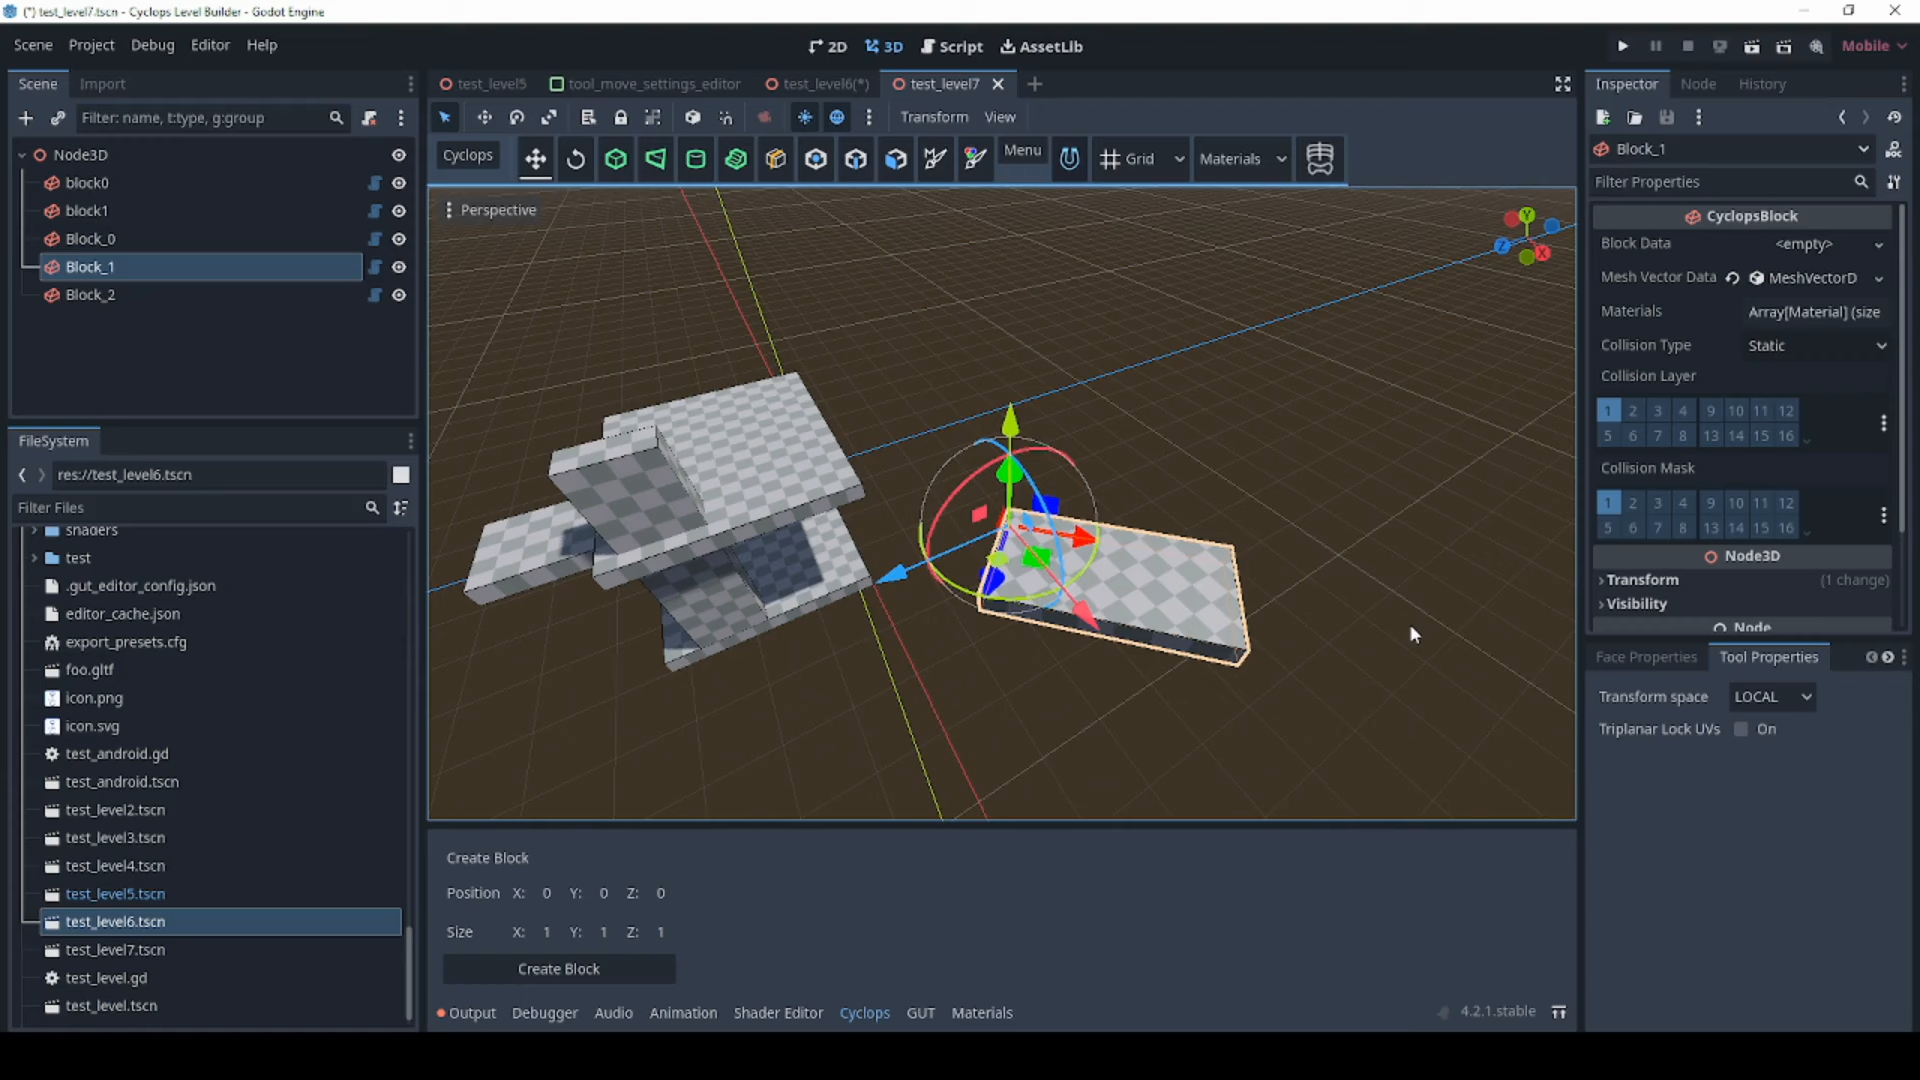 (*) test_level7.tscn - Cyclops Level Builder - Godot Engine
Scene Project Debug Editor Help
2D 3D Script AssetLib
Mobile
Scene Import
Filter: name, t:type, g:group
Node3D
block0
block1
Block_0
Block_1
Block_2
FileSystem
res://test_level6.tscn
Filter Files
shaders
test
.gut_editor_config.json
editor_cache.json
export_presets.cfg
foo.gltf
icon.png
icon.svg
test_android.gd
test_android.tscn
test_level2.tscn
test_level3.tscn
test_level4.tscn
test_level5.tscn
test_level6.tscn
test_level7.tscn
test_level.gd
test_level.tscn
test_level5 tool_move_settings_editor test_level6(*) test_level7
Transform View
Cyclops Menu Grid Materials
Perspective
Y
Z
X
Create Block
Position X: 0 Y: 0 Z: 0
Size X: 1 Y: 1 Z: 1
Create Block
Output Debugger Audio Animation Shader Editor Cyclops GUT Materials
4.2.1.stable
Inspector Node History
Block_1
Filter Properties
CyclopsBlock
Block Data <empty>
Mesh Vector Data MeshVectorD
Materials Array[Material] (size
Collision Type Static
Collision Layer
1 2 3 4 9 10 11 12
5 6 7 8 13 14 15 16
Collision Mask
1 2 3 4 9 10 11 12
5 6 7 8 13 14 15 16
Node3D
Transform (1 change)
Visibility
Node
Face Properties Tool Properties
Transform space LOCAL
Triplanar Lock UVs On